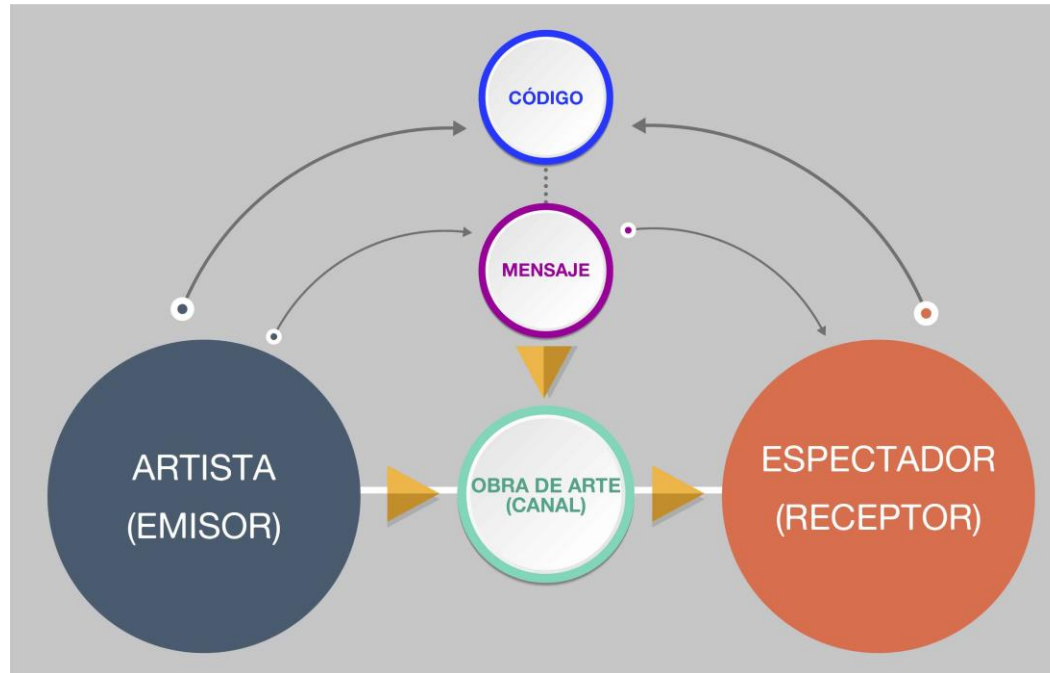 CÓDIGO
MENSAJE
ARTISTA
(EMISOR)
OBRA DE ARTE
(CANAL)
ESPECTADOR
(RECEPTOR)